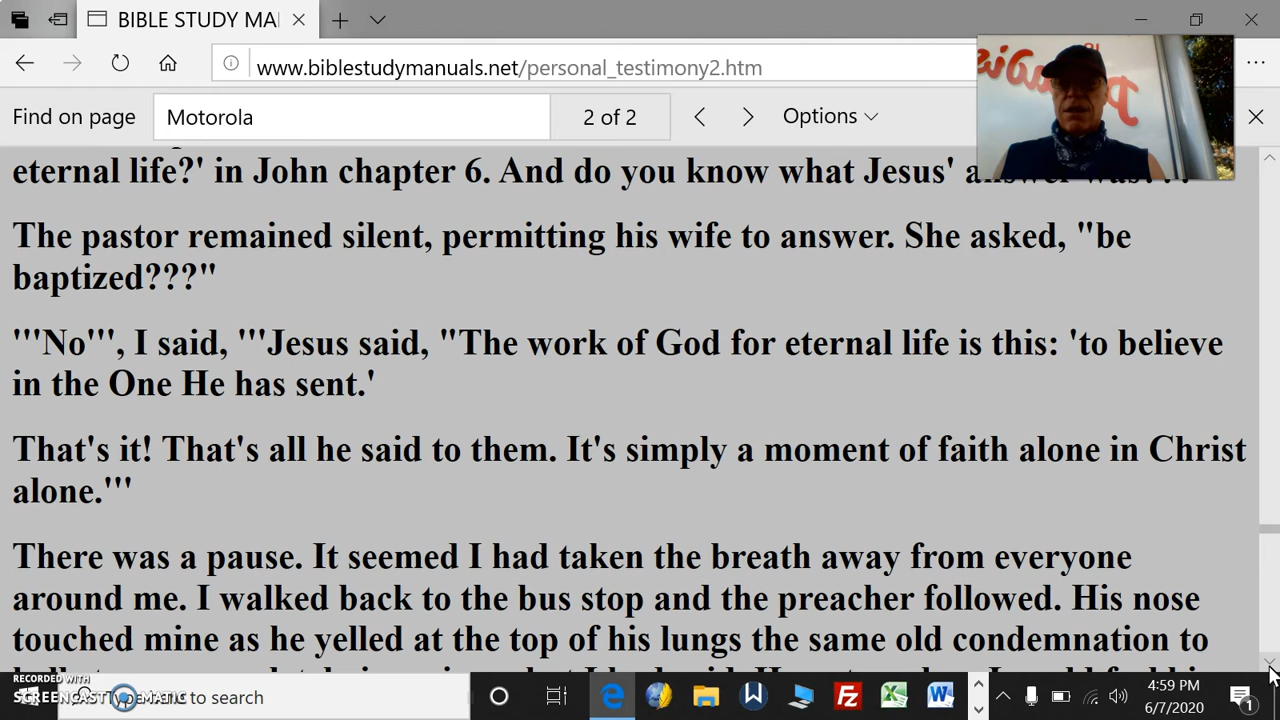 BIBLE STUDY MA
www.biblestudymanuals.net/personal_testimony2.htm
Find on page
Motorola
2 of 2
Options
eternal life?' in John chapter 6. And do you know what Jesus'
The pastor remained silent, permitting his wife to answer. She asked, "be
baptized???"
'''No''', I said, '''Jesus said, "The work of God for eternal life is this: 'to believe
in the One He has sent.'
That's it! That's all he said to them. It's simply a moment of faith alone in Christ
alone.'''
There was a pause. It seemed I had taken the breath away from everyone
around me. I walked back to the bus stop and the preacher followed. His nose
touched mine as he yelled at the top of his lungs the same old condemnation to
RECORDED WITH
SCREENCAST MATIC
Type here to search
4:59 PM
6/7/2020
1